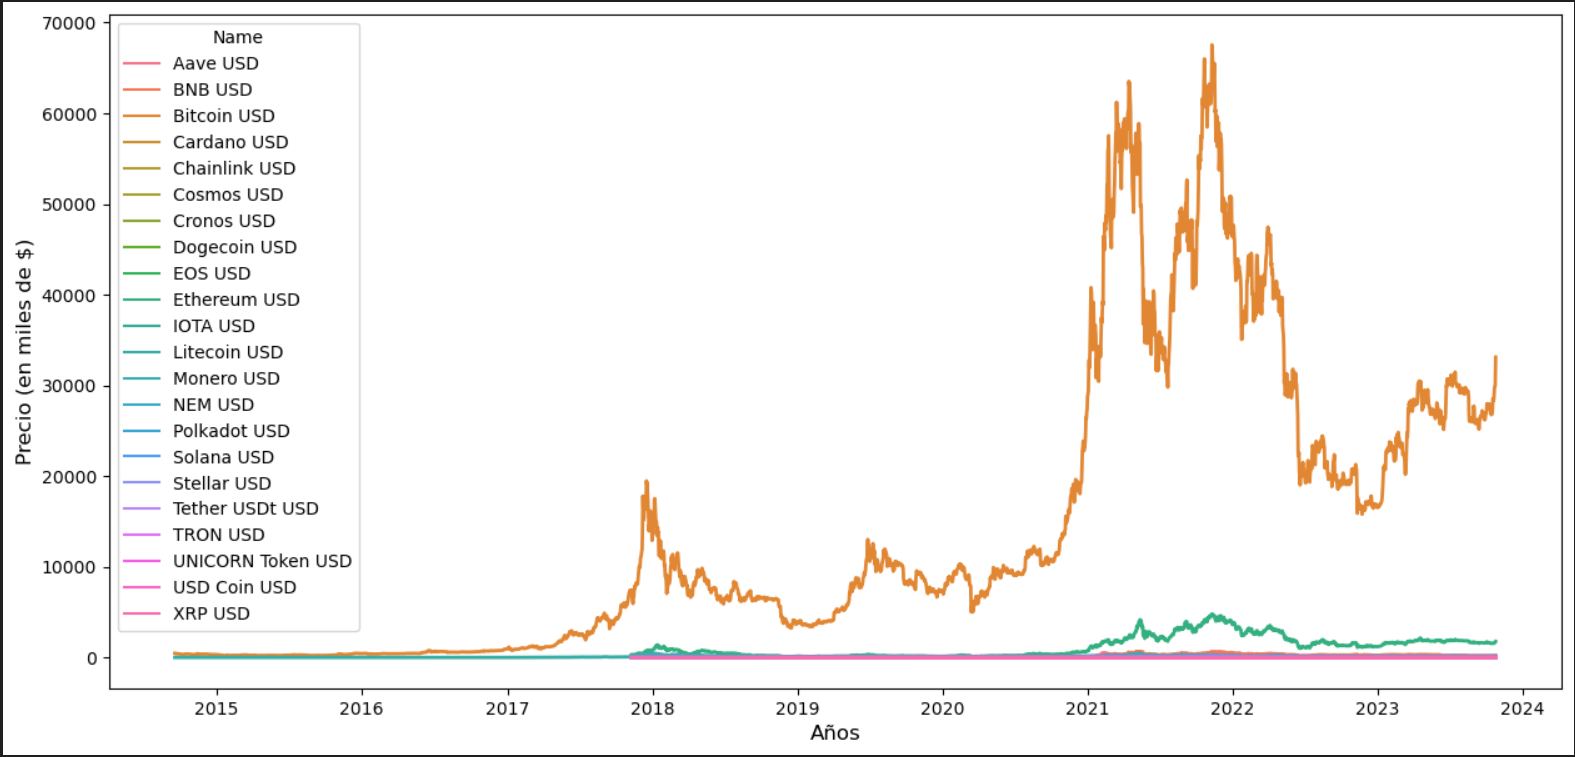 70000
60000
50000
40000
30000
20000
10000
0
Precio (en miles de $)
Name
Aave USD
BNB USD
Bitcoin USD
Cardano USD
Chainlink USD
Cosmos USD
Cronos USD
Dogecoin USD
EOS USD
Ethereum USD
IOTA USD
Litecoin USD
Monero USD
NEM USD
Polkadot USD
Solana USD
Stellar USD
Tether USDt USD
TRON USD
UNICORN Token USD
USD Coin USD
XRP USD
2015 2016 2017 2018 2019 2020 2021 2022 2023 2024
Años